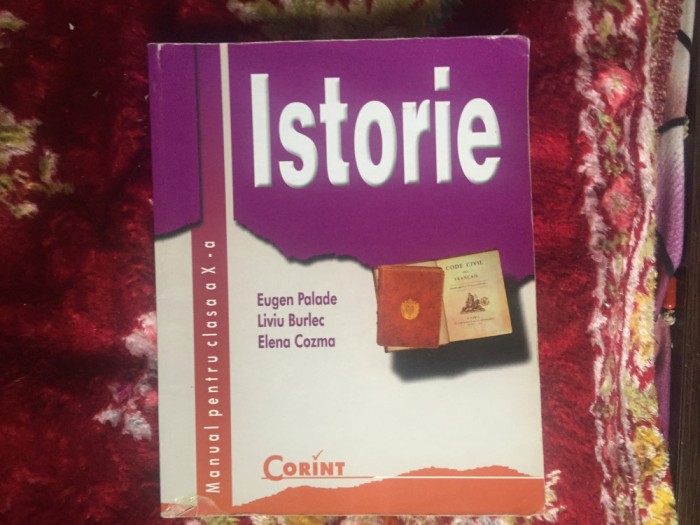 Istorie
Manual pentru clasa a X - a
Eugen Palade
Liviu Burlec
Elena Cozma
CODE CIVIL
FRANÇAIS
CORINT